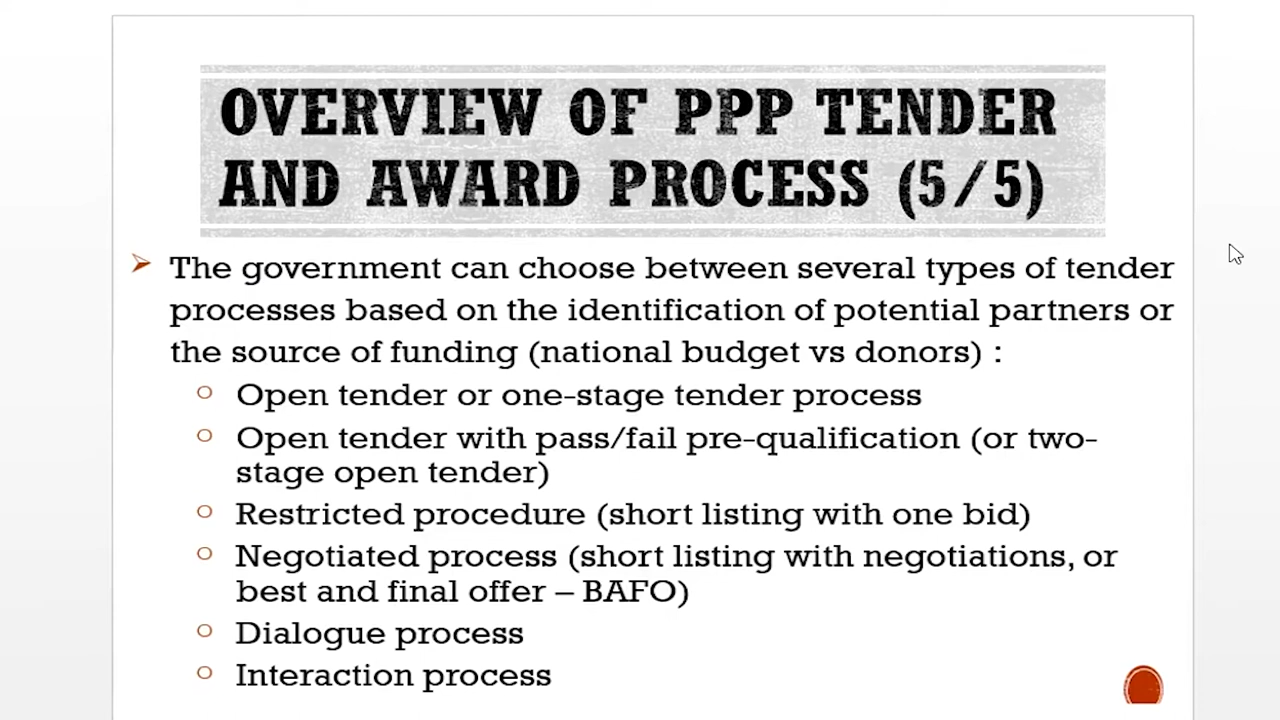 OVERVIEW OF PPP TENDER
AND AWARD PROCESS (5/5)
The government can choose between several types of tender
processes based on the identification of potential partners or
the source of funding (national budget vs donors) :
Open tender or one-stage tender process
Open tender with pass/fail pre-qualification (or two-
stage open tender)
Restricted procedure (short listing with one bid)
Negotiated process (short listing with negotiations, or
best and final offer – BAFO)
Dialogue process
Interaction process